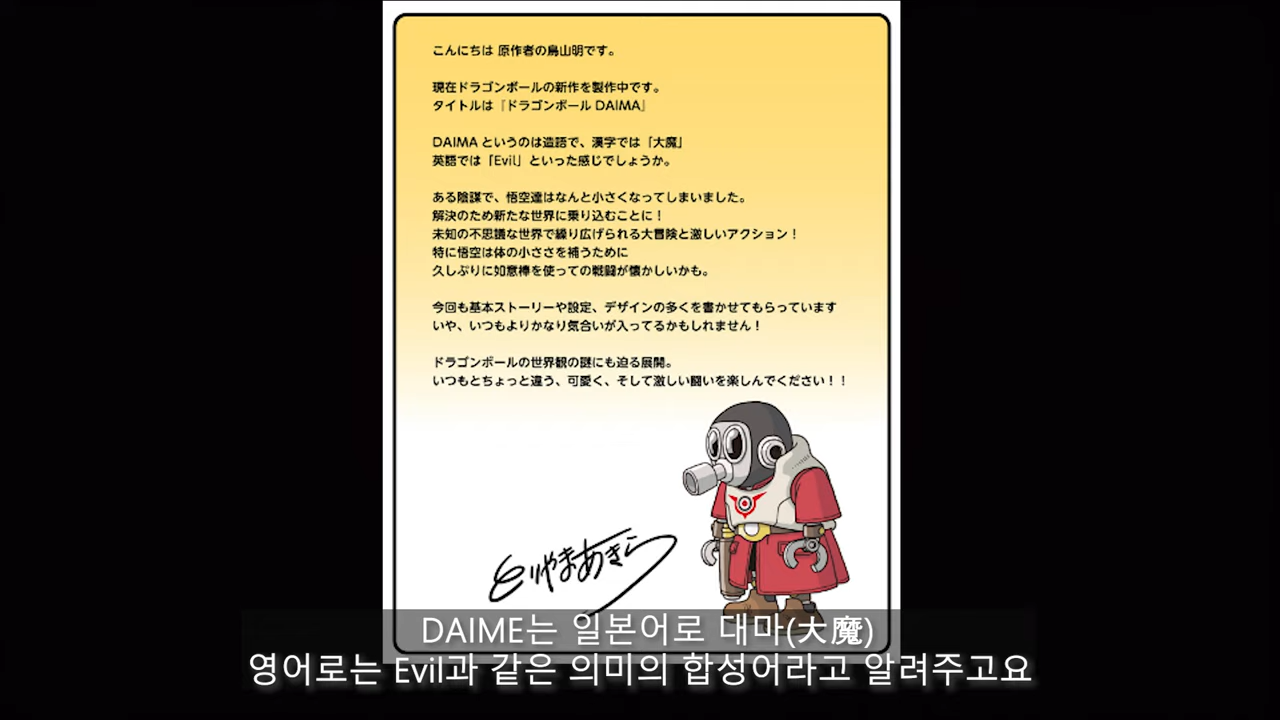 こんにちは 原作者の鳥山明です。
現在ドラゴンボールの新作を製作中です。
タイトルは『ドラゴンボール DAIMA』
DAIMA というのは造語で、漢字では「大魔」
英語では「Evil」といった感じでしょうか。
ある陰謀で、悟空達はなんと小さくなってしまいました。
解決のため新たな世界に乗り込むことに！
未知の不思議な世界で繰り広げられる大冒険と激しいアクション！
特に悟空は体の小ささを補うために
久しぶりに如意棒を使っての戦闘が懐かしいかも。
今回も基本ストーリーや設定、デザインの多くを書かせてもらっています
いや、いつもよりかなり気合いが入ってるかもしれません！
ドラゴンボールの世界観の謎にも迫る展開。
いつもとちょっと違う、可愛く、そして激しい闘いを楽しんでください！！
とりやまあきら
DAIME는 일본어로 대마(大魔)
영어로는 Evil과 같은 의미의 합성어라고 알려주고요